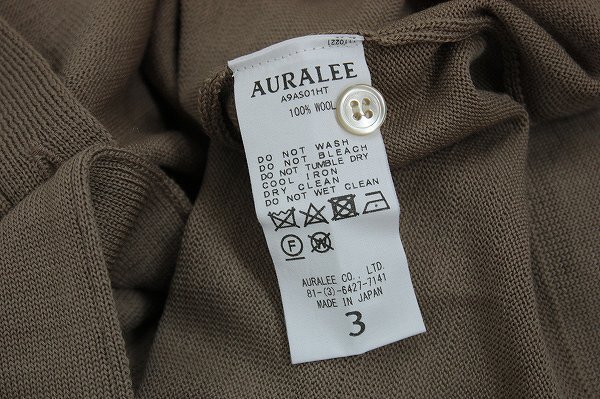 AURALEE
A9AS01HT
100% WOOL
DO NOT WASH
DO NOT BLEACH
DO NOT TUMBLE DRY
COOL IRON
DRY CLEAN
DO NOT WET CLEAN
F
W
AURALEE CO., LTD.
81-(3)-6427-7141
MADE IN JAPAN
3